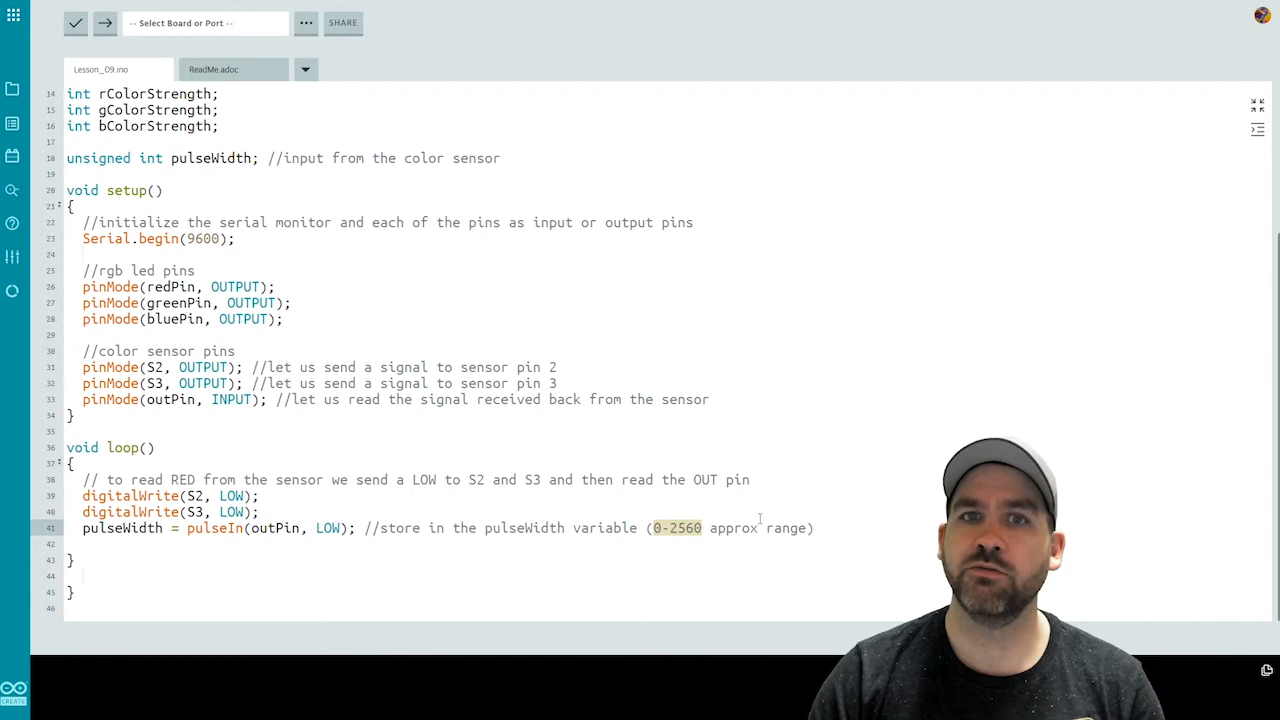 -- Select Board or Port --
SHARE
Lesson_09.ino
ReadMe.adoc
14 int rColorStrength;
15 int gColorStrength;
16 int bColorStrength;
17
18 unsigned int pulseWidth; //input from the color sensor
19
20 void setup()
21 {
22 //initialize the serial monitor and each of the pins as input or output pins
23 Serial.begin(9600);
24
25 //rgb led pins
26 pinMode(redPin, OUTPUT);
27 pinMode(greenPin, OUTPUT);
28 pinMode(bluePin, OUTPUT);
29
30 //color sensor pins
31 pinMode(S2, OUTPUT); //let us send a signal to sensor pin 2
32 pinMode(S3, OUTPUT); //let us send a signal to sensor pin 3
33 pinMode(outPin, INPUT); //let us read the signal received back from the sensor
34 }
35
36 void loop()
37 {
38 // to read RED from the sensor we send a LOW to S2 and S3 and then read the OUT pin
39 digitalWrite(S2, LOW);
40 digitalWrite(S3, LOW);
41 pulseWidth = pulseIn(outPin, LOW); //store in the pulseWidth variable (0-2560 approx range)
42
43 }
44
45 }
46
CREATE